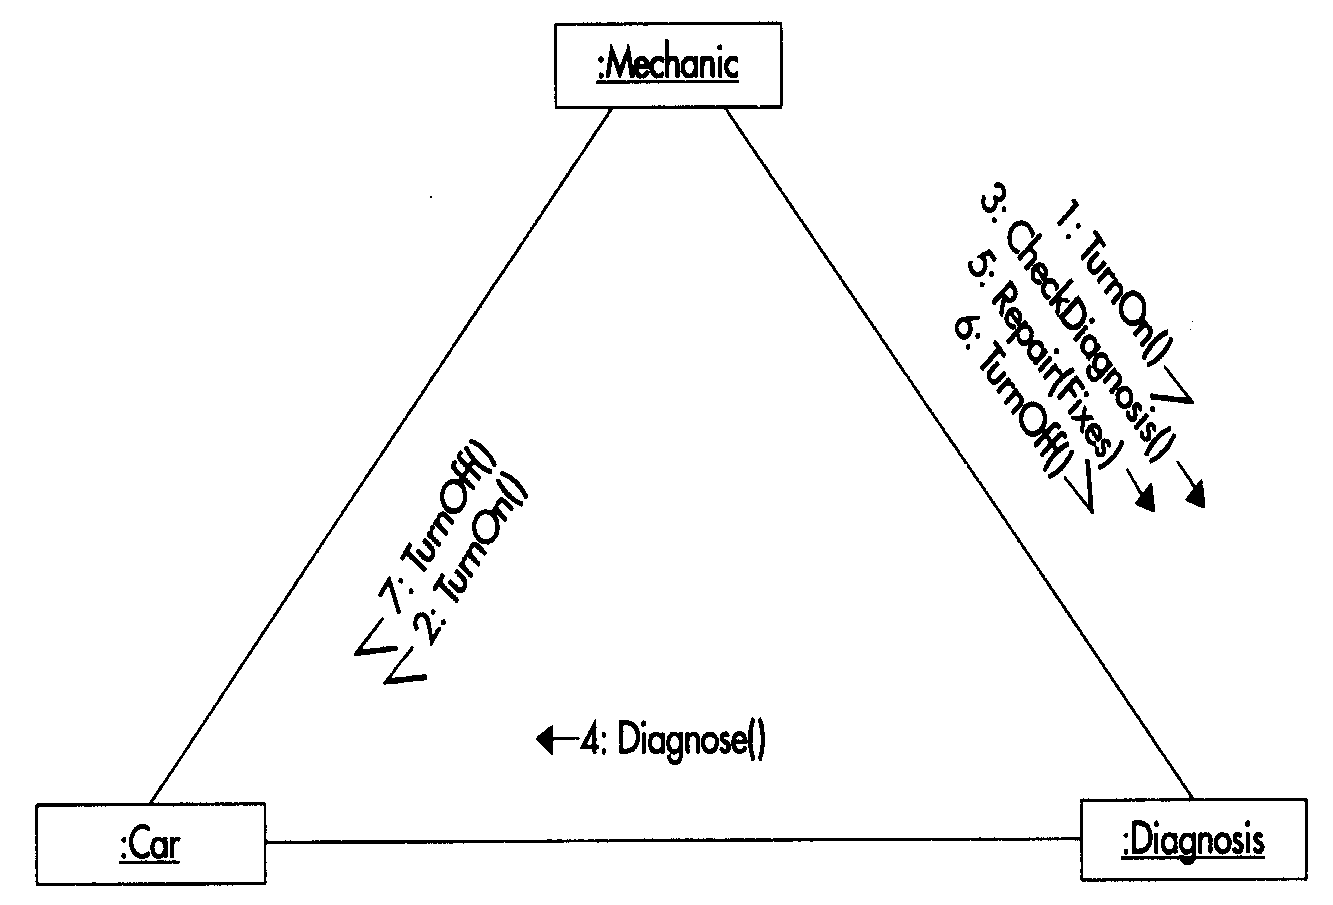 :Mechanic
1: TurnOn()
3: CheckDiagnosis()
5: Repair(Fixes)
6: TurnOff()
7: TurnOff()
2: TurnOn()
4: Diagnose()
:Car
:Diagnosis